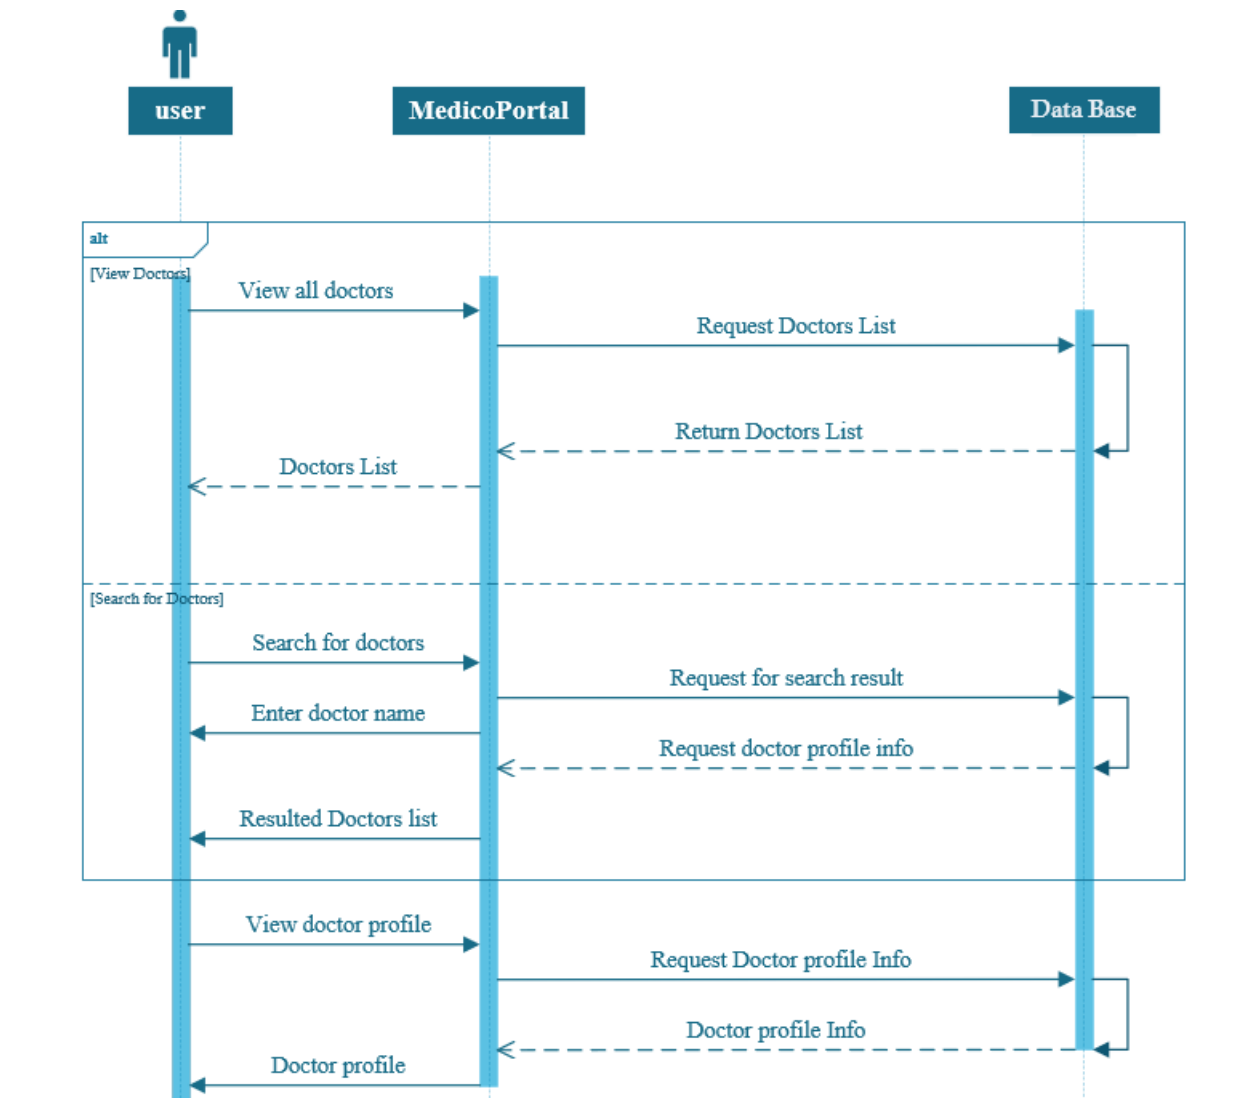 user
MedicoPortal
Data Base
alt
[View Doctors]
View all doctors
Request Doctors List
Return Doctors List
Doctors List
[Search for Doctors]
Search for doctors
Request for search result
Enter doctor name
Request doctor profile info
Resulted Doctors list
View doctor profile
Request Doctor profile Info
Doctor profile Info
Doctor profile